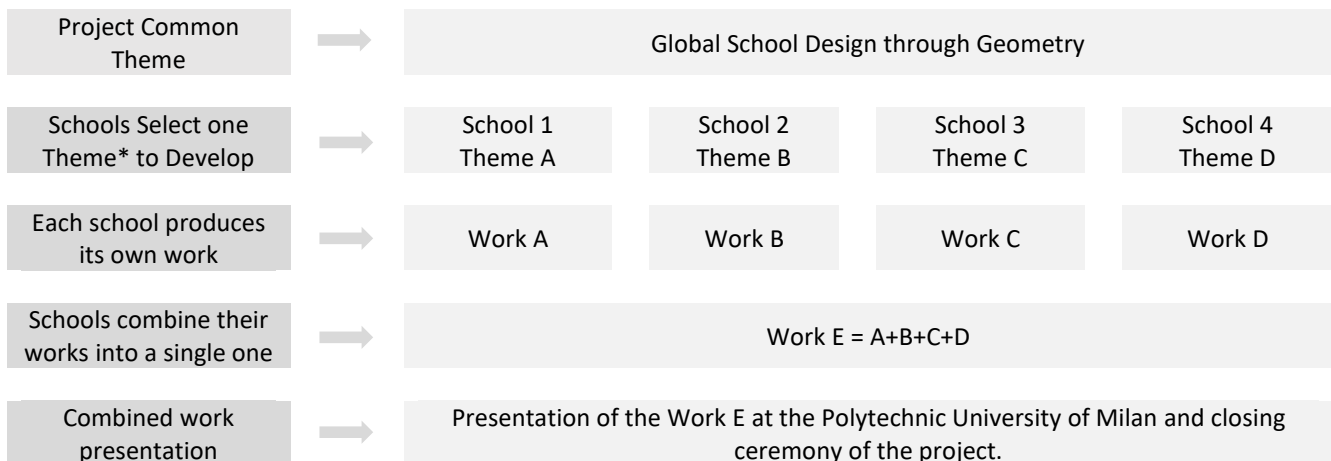 Project Common
Theme
Global School Design through Geometry
Schools Select one
Theme* to Develop
School 1
Theme A
School 2
Theme B
School 3
Theme C
School 4
Theme D
Each school produces
its own work
Work A
Work B
Work C
Work D
Schools combine their
works into a single one
Work E = A+B+C+D
Combined work
presentation
Presentation of the Work E at the Polytechnic University of Milan and closing
ceremony of the project.